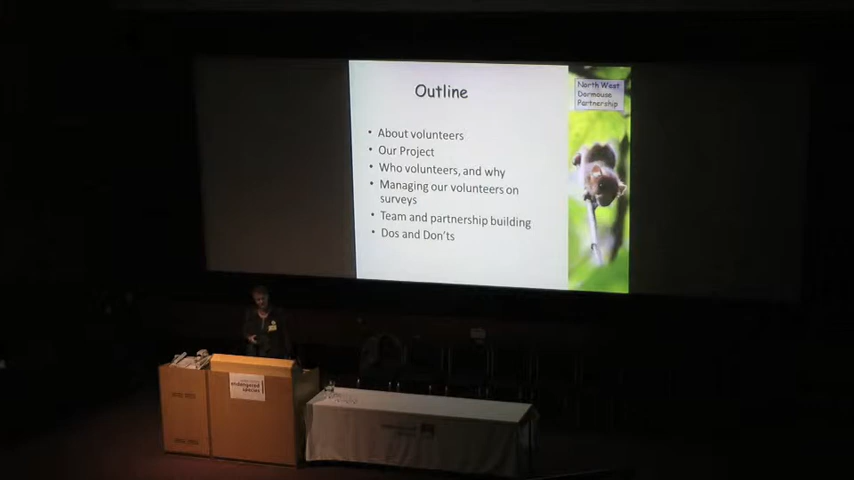 Outline
North West
Dormouse
Partnership
• About volunteers
• Our Project
• Who volunteers, and why
• Managing our volunteers on
surveys
• Team and partnership building
• Dos and Don'ts
endangered
species